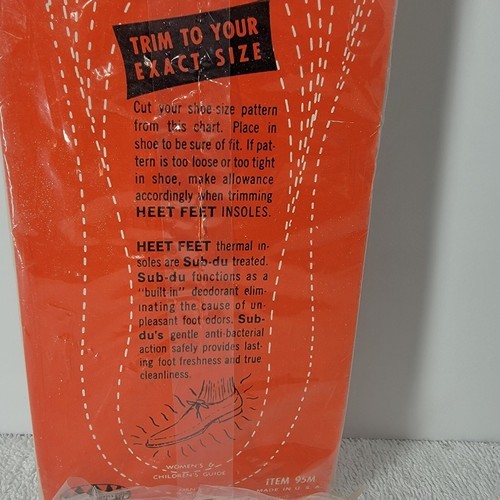 TRIM TO YOUR
EXACT SIZE
Cut your shoe-size pattern
from this chart. Place in
shoe to be sure of fit. If pat-
tern is too loose or too tight
in shoe, make allowance
accordingly when trimming
HEET FEET INSOLES.
HEET FEET thermal in-
soles are Sub-du treated.
Sub-du functions as a
"built in" deodorant elim-
inating the cause of un-
pleasant foot odors. Sub-
du's gentle anti-bacterial
action safely provides last-
ing foot freshness and true
cleanliness.
WOMEN'S
CHILDREN'S GUIDE
ITEM 95M
MADE IN U.S.A.